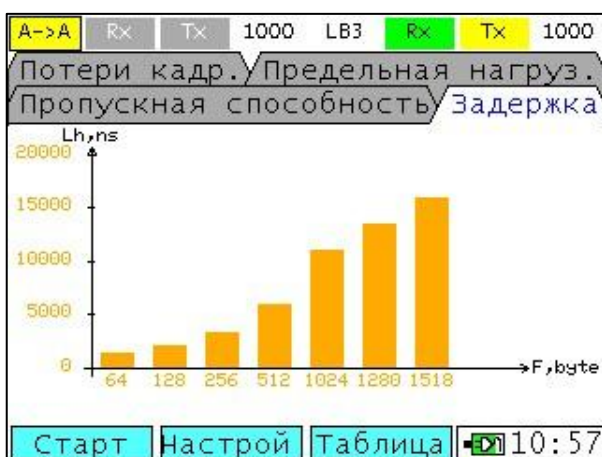 A->A Rx Tx 1000 LB3 Rx Tx 1000
Потери кадр. Предельная нагруз.
Пропускная способность Задержка
Lh,ns
20000
15000
10000
5000
0
F,byte
64 128 256 512 1024 1280 1518
Старт Настрой Таблица 10:57